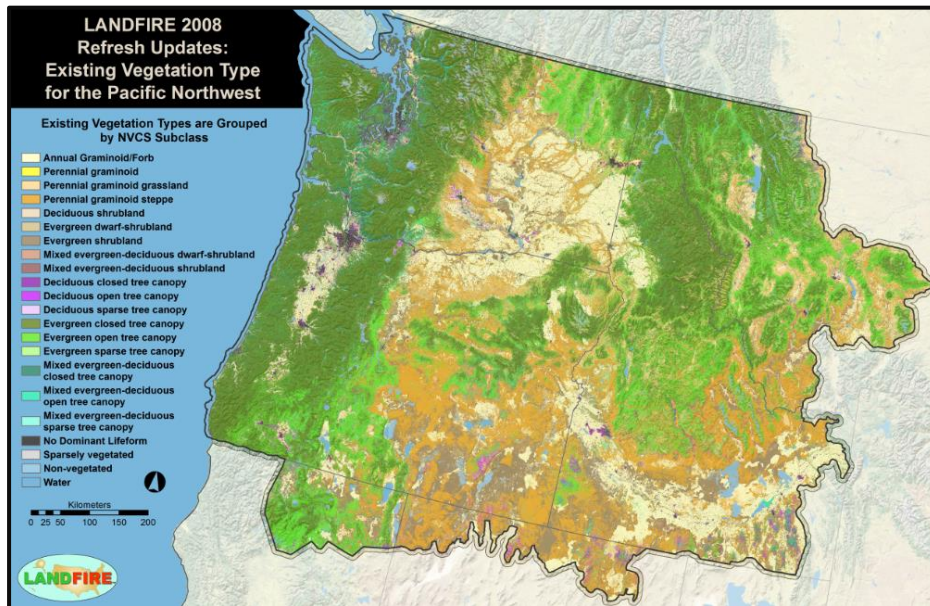 LANDFIRE 2008
Refresh Updates:
Existing Vegetation Type
for the Pacific Northwest
Existing Vegetation Types are Grouped
by NVCS Subclass
Annual Graminoid/Forb
Perennial graminoid
Perennial graminoid grassland
Perennial graminoid steppe
Deciduous shrubland
Evergreen dwarf-shrubland
Evergreen shrubland
Mixed evergreen-deciduous dwarf-shrubland
Mixed evergreen-deciduous shrubland
Deciduous closed tree canopy
Deciduous open tree canopy
Deciduous sparse tree canopy
Evergreen closed tree canopy
Evergreen open tree canopy
Evergreen sparse tree canopy
Mixed evergreen-deciduous
closed tree canopy
Mixed evergreen-deciduous
open tree canopy
Mixed evergreen-deciduous
sparse tree canopy
No Dominant Lifeform
Sparsely vegetated
Non-vegetated
Water
Kilometers
0 25 50 100 150 200
LANDFIRE